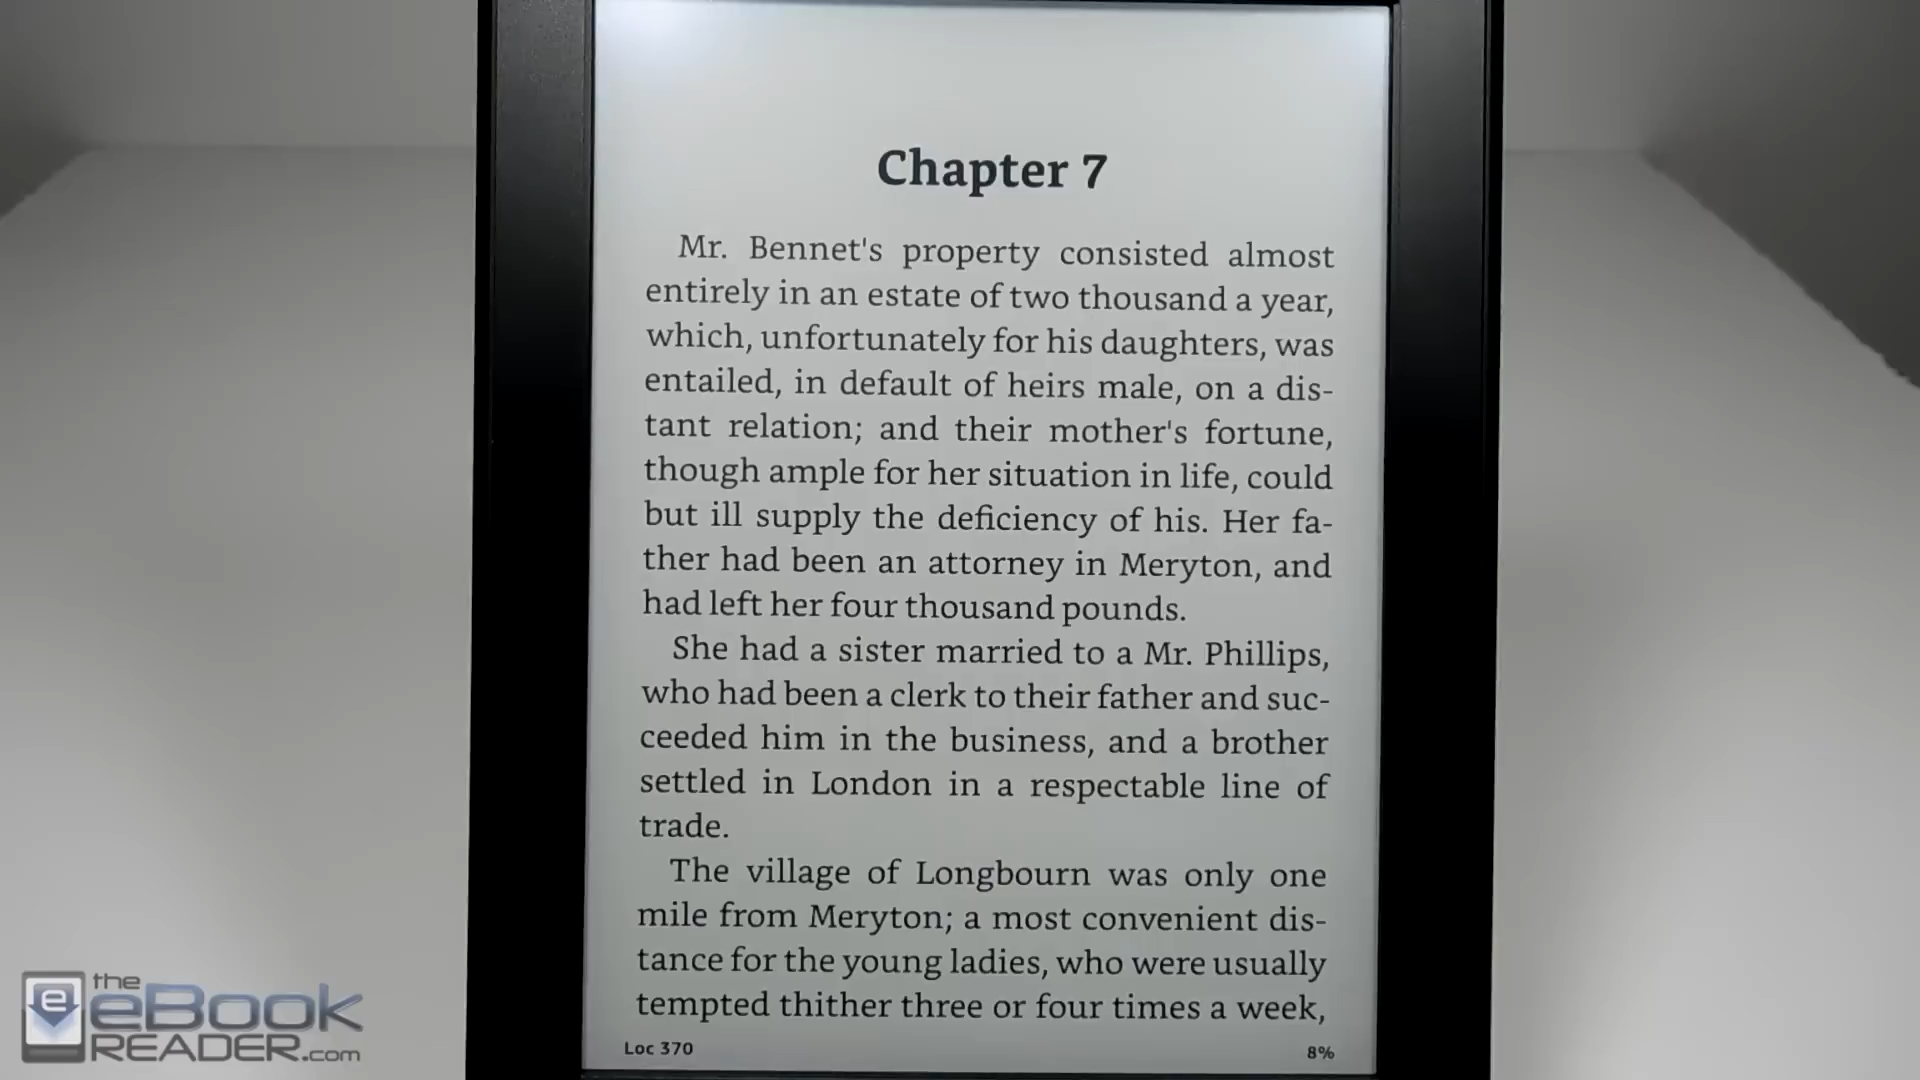 Chapter 7
Mr. Bennet's property consisted almost
entirely in an estate of two thousand a year,
which, unfortunately for his daughters, was
entailed, in default of heirs male, on a dis-
tant relation; and their mother's fortune,
though ample for her situation in life, could
but ill supply the deficiency of his. Her fa-
ther had been an attorney in Meryton, and
had left her four thousand pounds.
She had a sister married to a Mr. Phillips,
who had been a clerk to their father and suc-
ceeded him in the business, and a brother
settled in London in a respectable line of
trade.
The village of Longbourn was only one
mile from Meryton; a most convenient dis-
tance for the young ladies, who were usually
tempted thither three or four times a week,
Loc 370
8%
the
eBook
READER.com
e